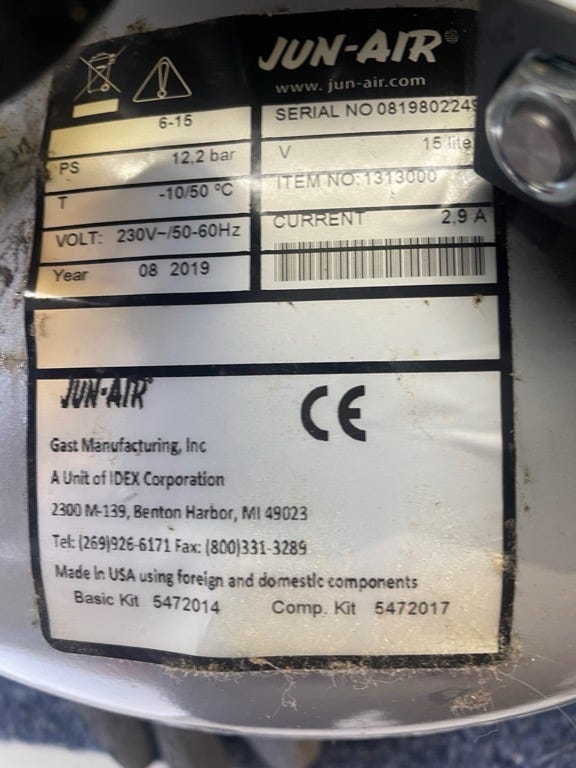 JUN-AIR®
www.jun-air.com
6-15
SERIAL NO 0819802249
PS 12,2 bar
V 15 lite
T -10/50 ºC
ITEM NO: 1313000
VOLT: 230V~/50-60Hz
CURRENT 2,9 A
Year 08 2019
JUN-AIR®
CE
Gast Manufacturing, Inc
A Unit of IDEX Corporation
2300 M-139, Benton Harbor, MI 49023
Tel: (269)926-6171 Fax: (800)331-3289
Made In USA using foreign and domestic components
Basic Kit 5472014 Comp. Kit 5472017